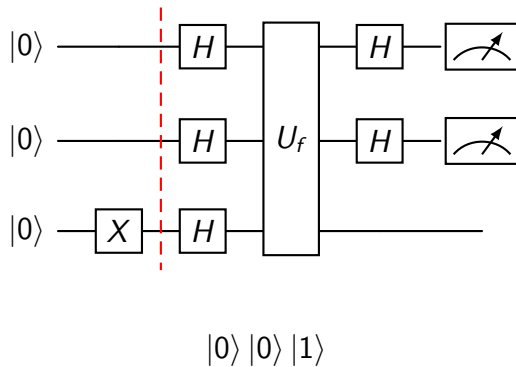 |0⟩ H H
|0⟩ H U_f H
|0⟩ X H
|0⟩ |0⟩ |1⟩